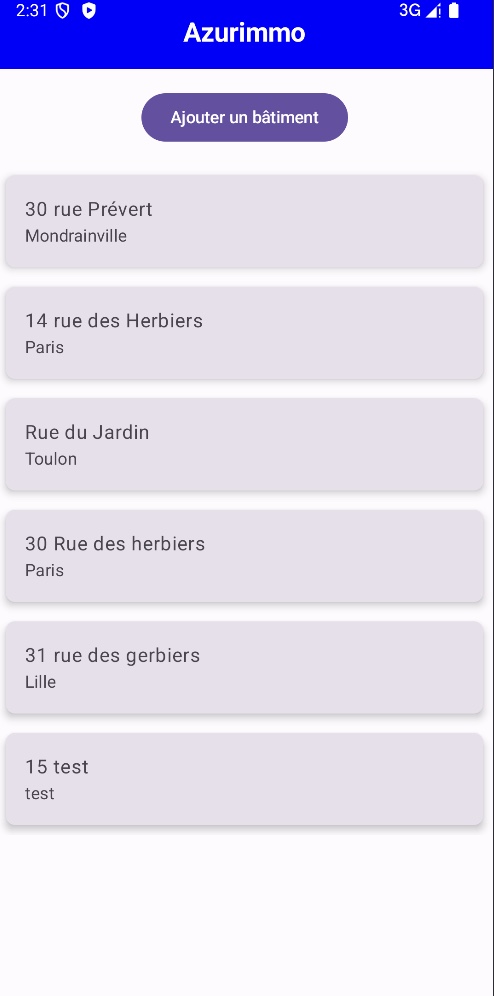 2:31 3G
Azurimmo
Ajouter un bâtiment
30 rue Prévert
Mondrainville
14 rue des Herbiers
Paris
Rue du Jardin
Toulon
30 Rue des herbiers
Paris
31 rue des gerbiers
Lille
15 test
test